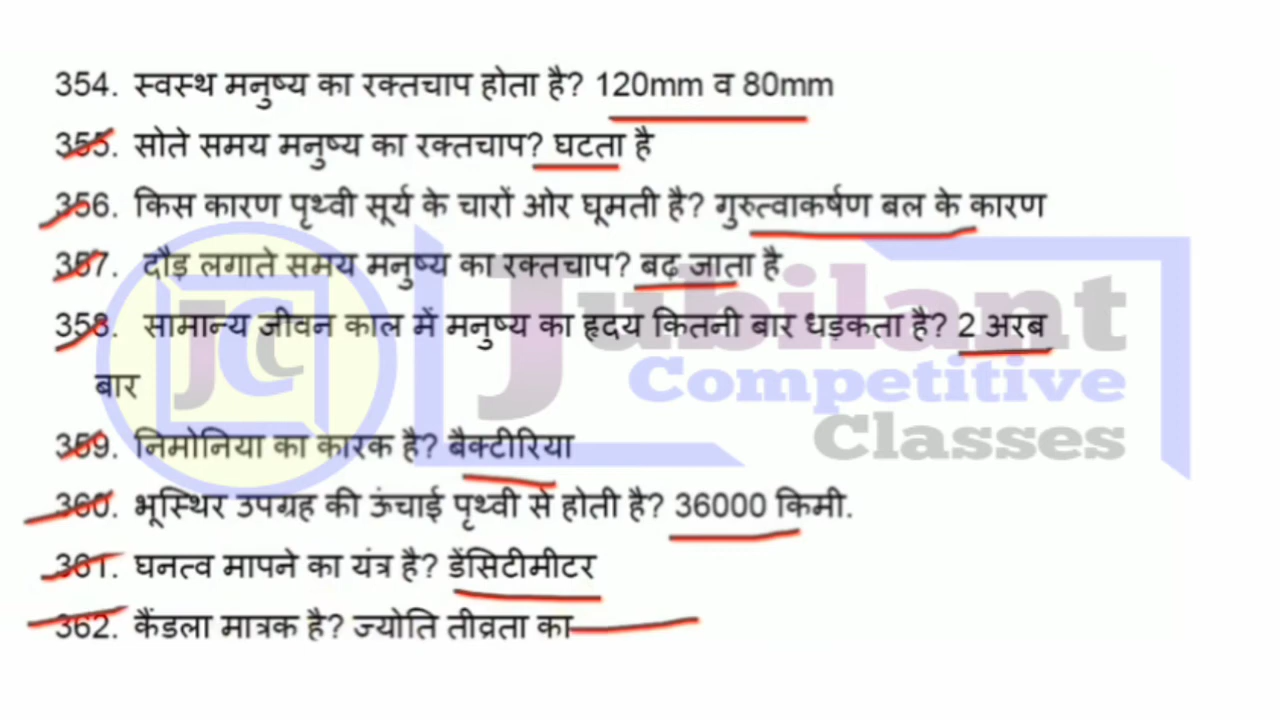 354. स्वस्थ मनुष्य का रक्तचाप होता है? 120mm व 80mm
355. सोते समय मनुष्य का रक्तचाप? घटता है
356. किस कारण पृथ्वी सूर्य के चारों ओर घूमती है? गुरुत्वाकर्षण बल के कारण
357. दौड़ लगाते समय मनुष्य का रक्तचाप? बढ़ जाता है
358. सामान्य जीवन काल में मनुष्य का हृदय कितनी बार धड़कता है? 2 अरब
बार
359. निमोनिया का कारक है? बैक्टीरिया
360. भूस्थिर उपग्रह की ऊंचाई पृथ्वी से होती है? 36000 किमी.
361. घनत्व मापने का यंत्र है? डेंसिटीमीटर
362. कैंडला मात्रक है? ज्योति तीव्रता का
JCC
Jubilant
Competitive
Classes